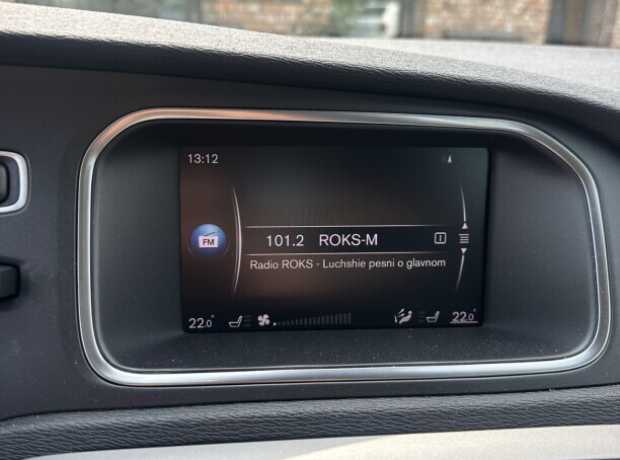 13:12
FM
101.2 ROKS-M
Radio ROKS - Luchshie pesni o glavnom
22.0° 22.0°